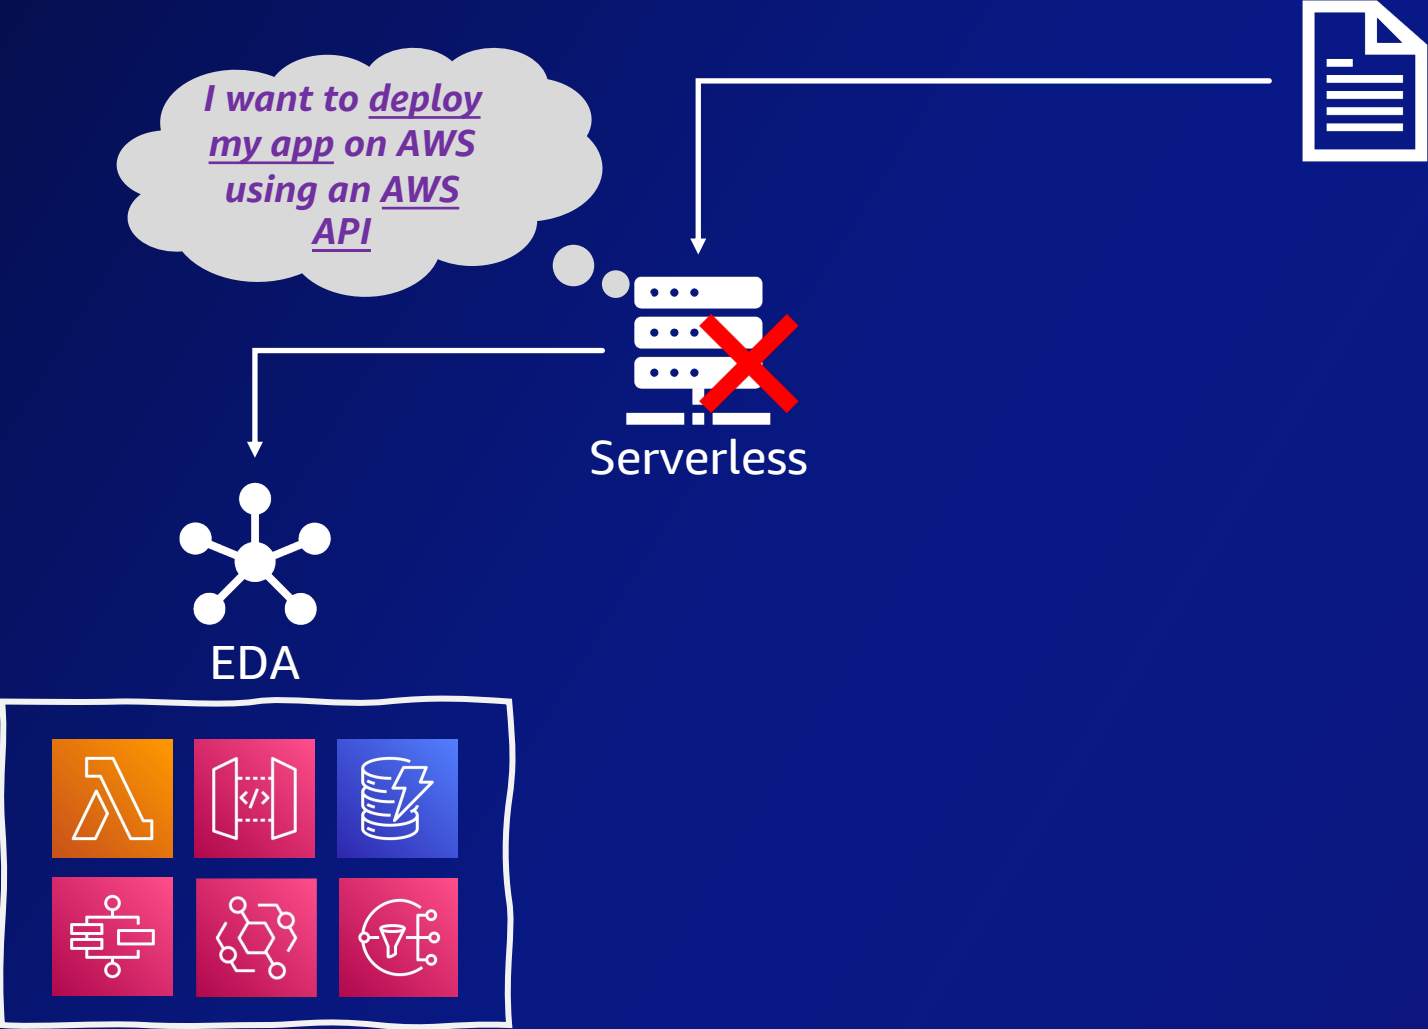 I want to deploy
my app on AWS
using an AWS
API
Serverless
EDA